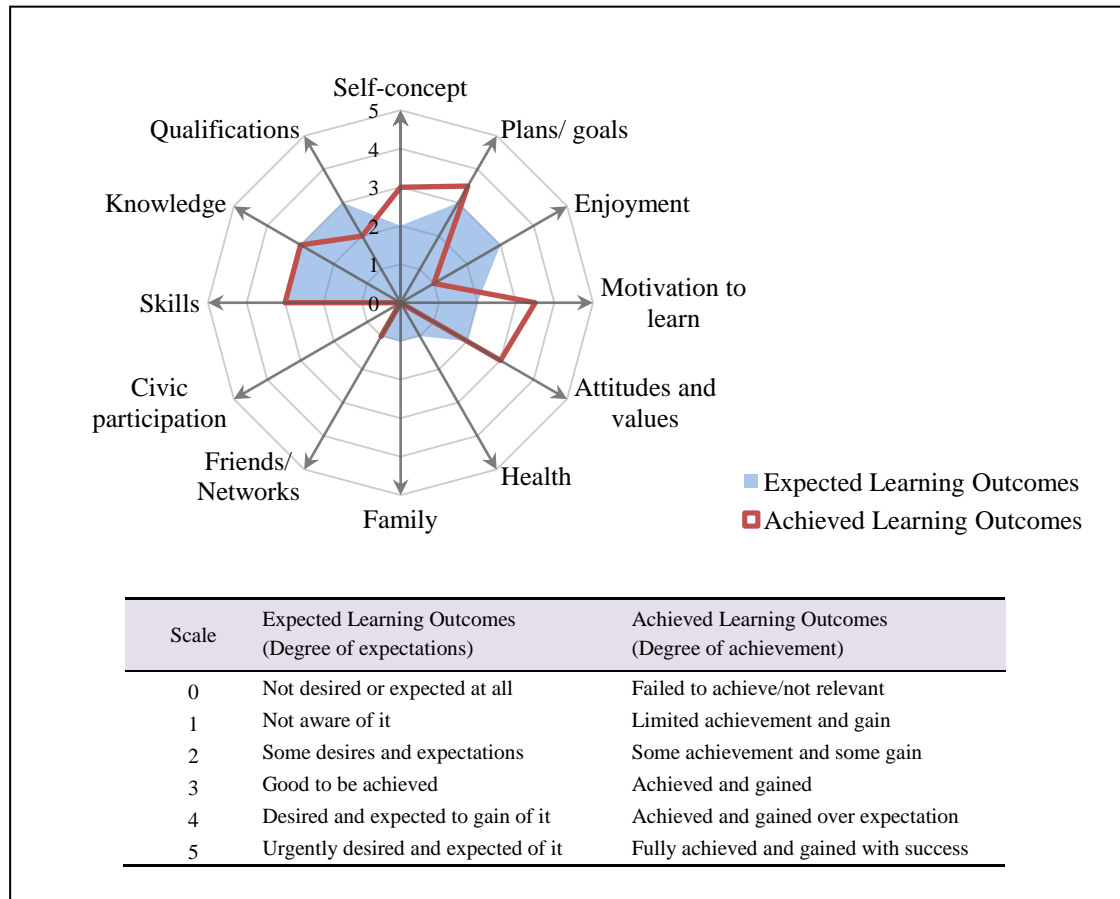 Self-concept
Plans/ goals
Enjoyment
Motivation to
learn
Attitudes and
values
Health
Family
Friends/
Networks
Civic
participation
Skills
Knowledge
Qualifications
5
4
3
2
1
0
Expected Learning Outcomes
Achieved Learning Outcomes
Scale
Expected Learning Outcomes
(Degree of expectations)
Achieved Learning Outcomes
(Degree of achievement)
0 Not desired or expected at all Failed to achieve/not relevant
1 Not aware of it Limited achievement and gain
2 Some desires and expectations Some achievement and some gain
3 Good to be achieved Achieved and gained
4 Desired and expected to gain of it Achieved and gained over expectation
5 Urgently desired and expected of it Fully achieved and gained with success